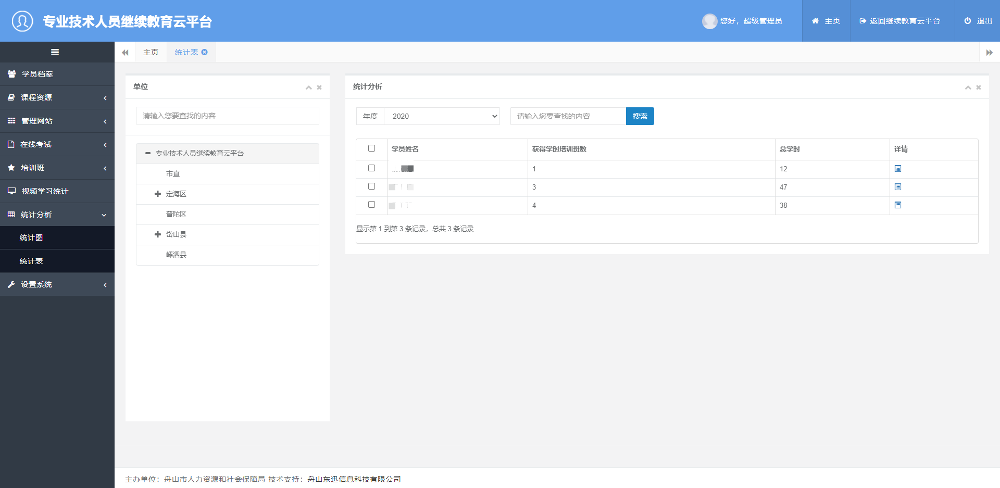 专业技术人员继续教育云平台
您好，超级管理员
主页
返回继续教育云平台
退出
主页
统计表
学员档案
课程资源
管理网站
在线考试
培训班
视频学习统计
统计分析
统计图
统计表
设置系统
单位
请输入您要查找的内容
专业技术人员继续教育云平台
市直
定海区
普陀区
岱山县
嵊泗县
统计分析
年度 2020 请输入您要查找的内容 搜索
学员姓名 获得学时培训班数 总学时 详情
1 12
3 47
4 38
显示第 1 到第 3 条记录，总共 3 条记录
主办单位：舟山市人力资源和社会保障局 技术支持：舟山东迅信息科技有限公司